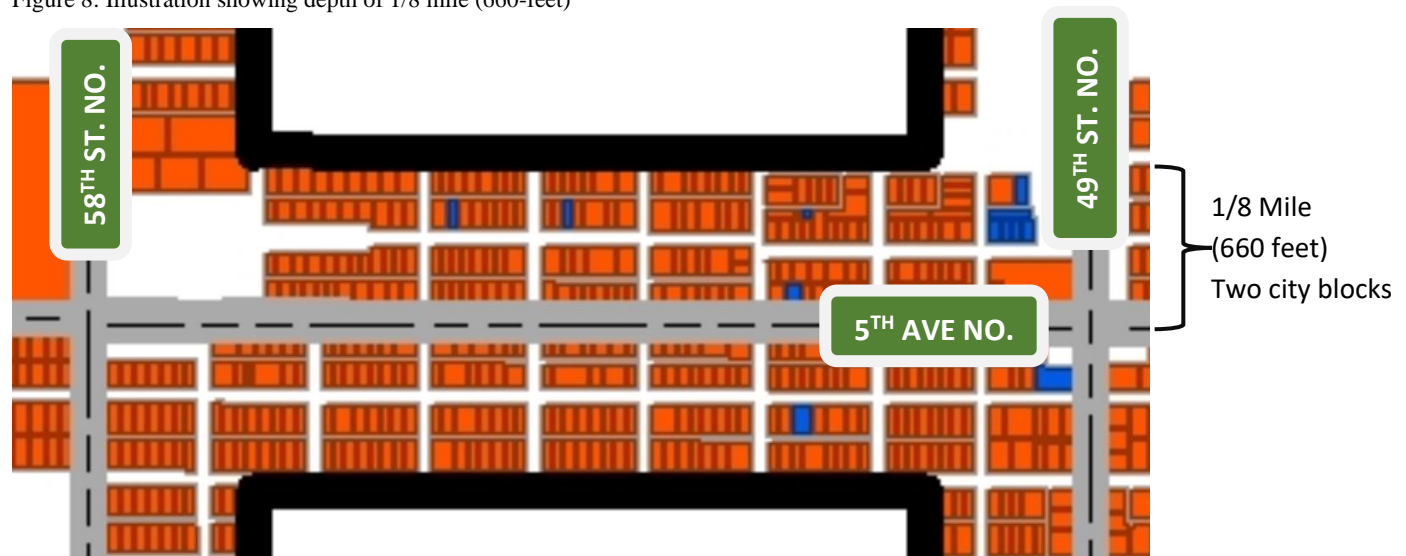 Figure 8: Illustration showing depth of 1/8 mile (660-feet)
58TH ST. NO.
49TH ST. NO.
1/8 Mile
(660 feet)
Two city blocks
5TH AVE NO.